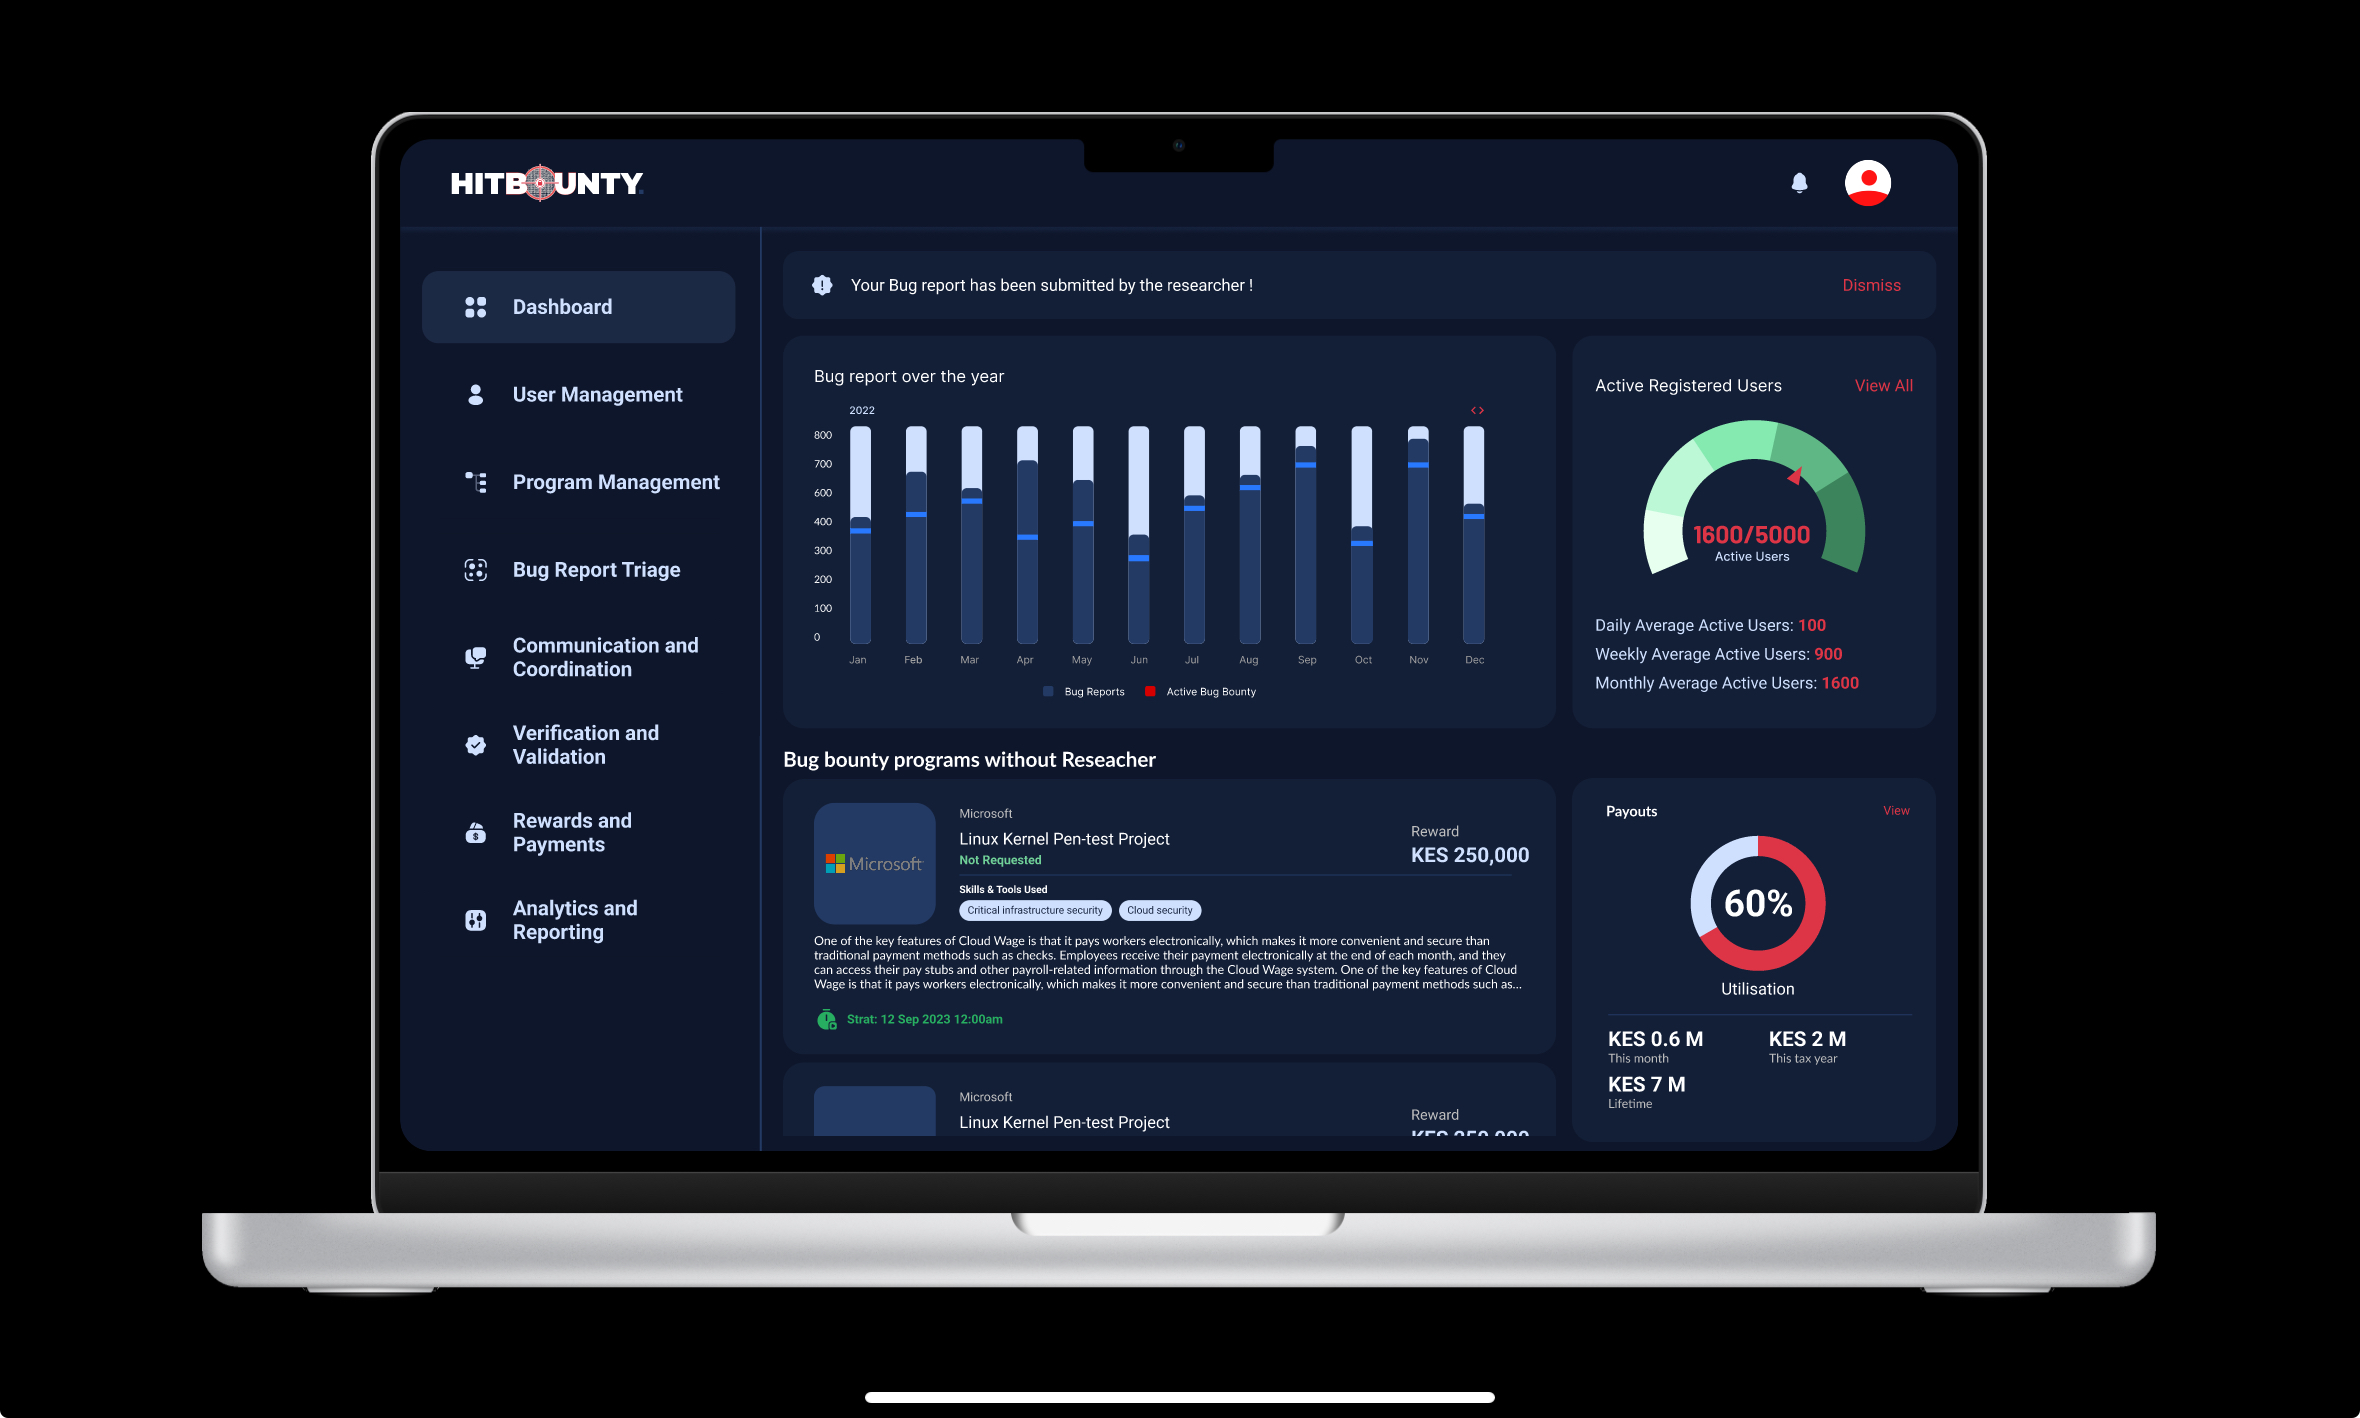 HITBOUNTY
Dashboard
User Management
Program Management
Bug Report Triage
Communication and
Coordination
Verification and
Validation
Rewards and
Payments
Analytics and
Reporting
Your Bug report has been submitted by the researcher !
Dismiss
Bug report over the year
2022
<>
800
700
600
400
300
200
100
0
Jan Feb Mar Apr May Jun Jul Aug Sep Oct Nov Dec
Bug Reports Active Bug Bounty
Active Registered Users
View All
1600/5000
Active Users
Daily Average Active Users: 100
Weekly Average Active Users: 900
Monthly Average Active Users: 1600
Bug bounty programs without Reseacher
Microsoft
Microsoft
Linux Kernel Pen-test Project
Not Requested
Reward
KES 250,000
Skills & Tools Used
Critical infrastructure security
Cloud security
One of the key features of Cloud Wage is that it pays workers electronically, which makes it more convenient and secure than
traditional payment methods such as checks. Employees receive their payment electronically at the end of each month, and they
can access their pay stubs and other payroll-related information through the Cloud Wage system. One of the key features of Cloud
Wage is that it pays workers electronically, which makes it more convenient and secure than traditional payment methods such as...
Strat: 12 Sep 2023 12:00am
Microsoft
Linux Kernel Pen-test Project
Reward
KES 250,000
Payouts
View
60%
Utilisation
KES 0.6 M
This month
KES 2 M
This tax year
KES 7 M
Lifetime